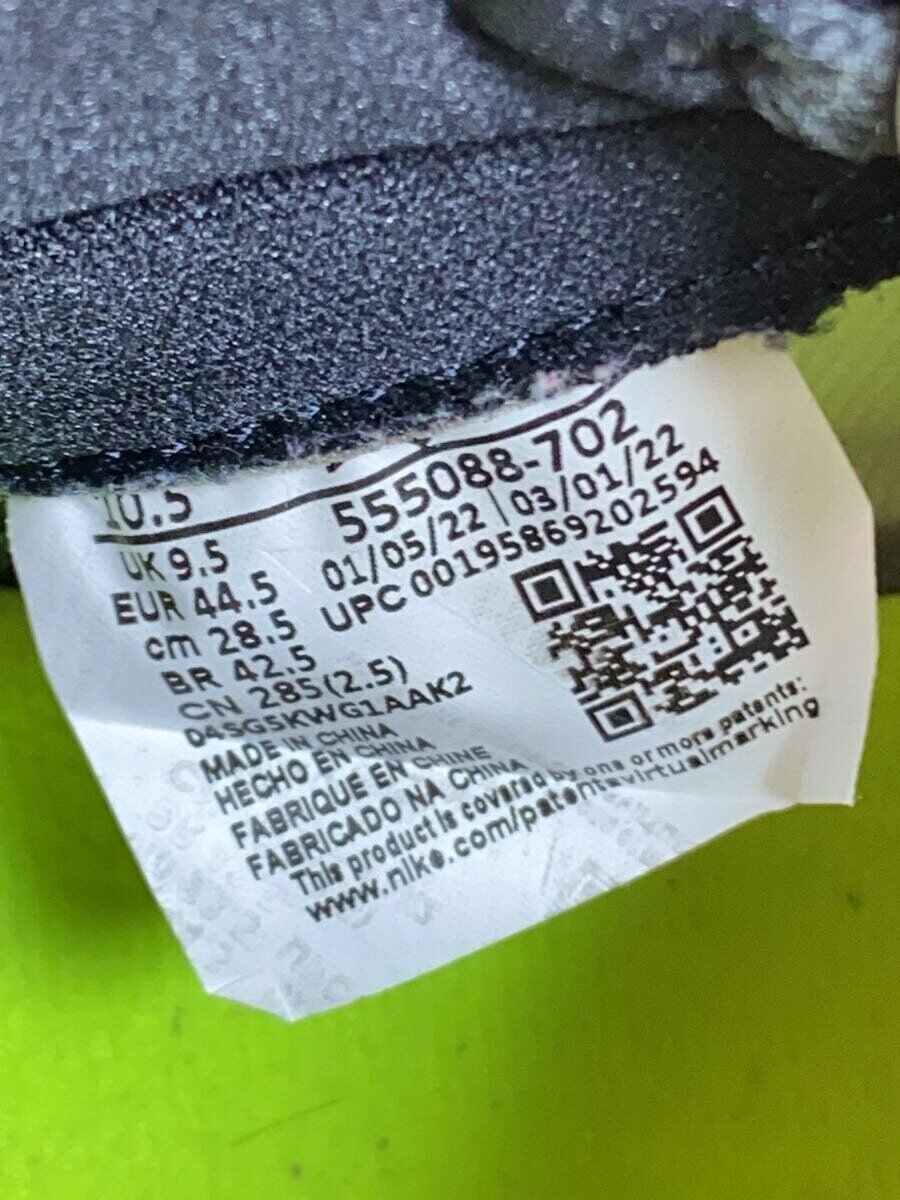 10.5
555088-702
UK 9.5
01/05/22 | 03/01/22
EUR 44.5
UPC 00195869202594
cm 28.5
BR 42.5
CN 285(2.5)
D4SG5KWG1AAK2
MADE IN CHINA
HECHO EN CHINA
FABRIQUE EN CHINE
FABRICADO NA CHINA
This product is covered by one or more patents:
www.nike.com/patentsvirtualmarking